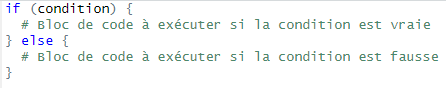 if (condition) {
  # Bloc de code à exécuter si la condition est vraie
} else {
  # Bloc de code à exécuter si la condition est fausse
}